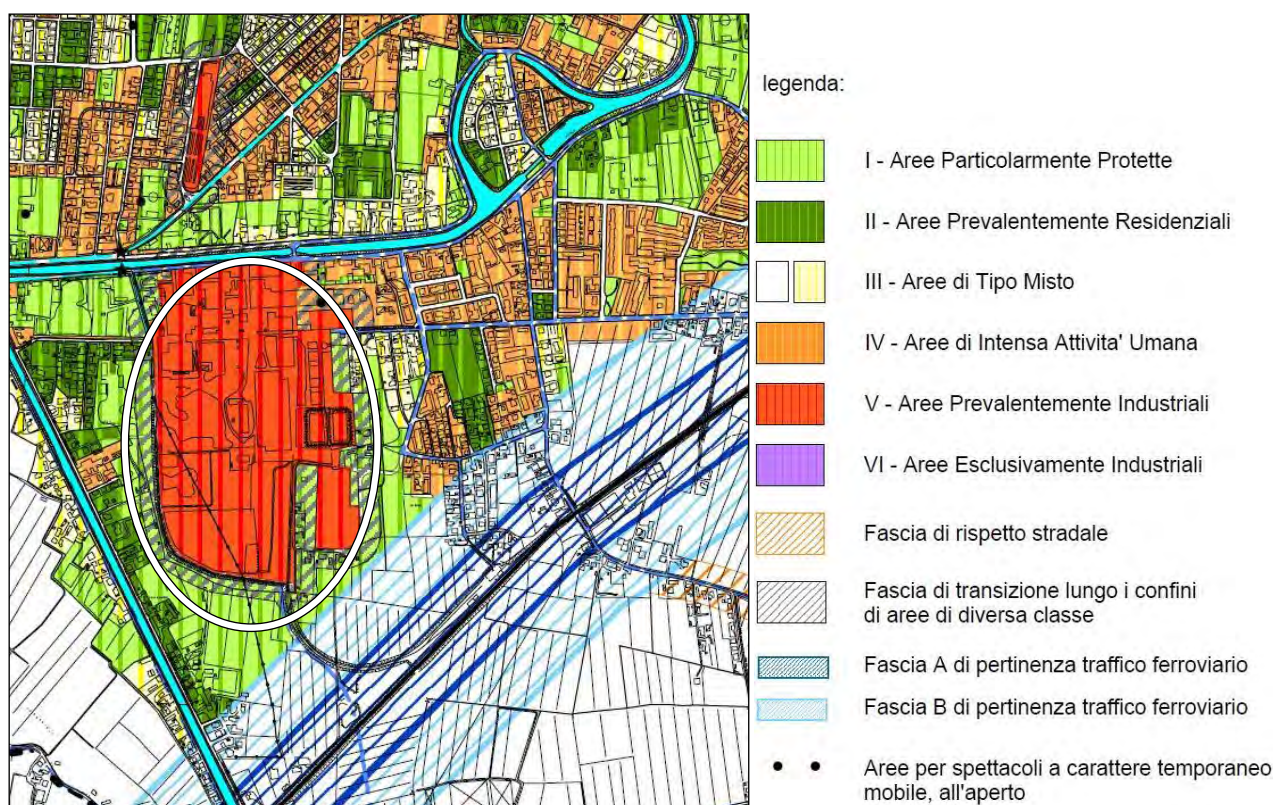 legenda:
I - Aree Particolarmente Protette
II - Aree Prevalentemente Residenziali
III - Aree di Tipo Misto
IV - Aree di Intensa Attivita' Umana
V - Aree Prevalentemente Industriali
VI - Aree Esclusivamente Industriali
Fascia di rispetto stradale
Fascia di transizione lungo i confini
di aree di diversa classe
Fascia A di pertinenza traffico ferroviario
Fascia B di pertinenza traffico ferroviario
Aree per spettacoli a carattere temporaneo
mobile, all'aperto